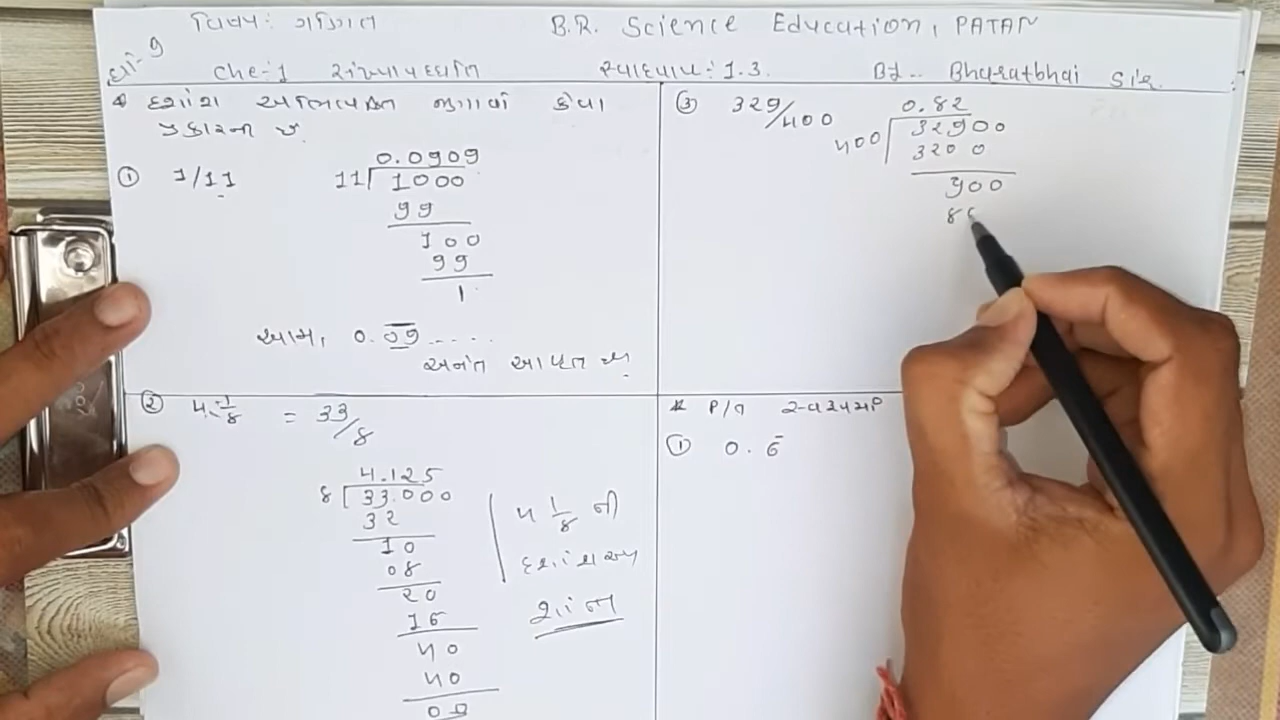 વિષય: ગણિત B.R. Science Education, PATAN
ધો-9
Che-1 સંખ્યા પદ્ધતિ સ્વાધ્યાય: 1.3. By.. Bharatbhai Sir.
* દશાંશ અભિવ્યક્તિ જણાવો કેવા
પ્રકારની છે.
① 1/11
0.0909
11 1000
99
100
99
1
આમ, 0.09̅ .....
અનંત આવૃત છે.
② 4 1/8 = 33/8
4.125
8 33.000
32
10
08
20
16
40
40
00
4 1/8 ની
દશાંશ રૂપ
શાંત
③ 329/400
0.82
400 32900
3200 0
900
8
* P/q સ્વરૂપમાં
① 0.6̅